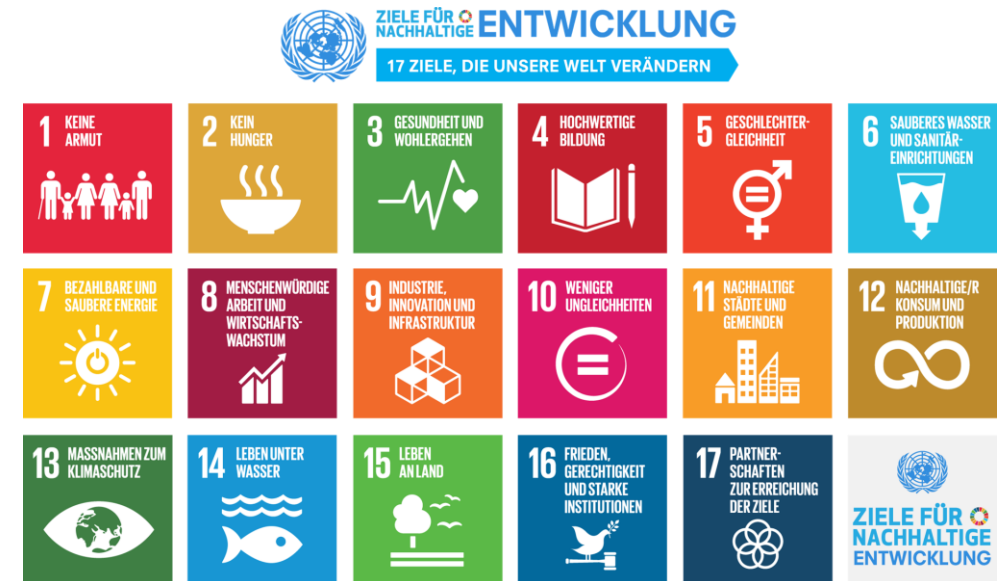 ZIELE FÜR
NACHHALTIGE ENTWICKLUNG
17 ZIELE, DIE UNSERE WELT VERÄNDERN
1 KEINE
ARMUT
2 KEIN
HUNGER
3 GESUNDHEIT UND
WOHLERGEHEN
4 HOCHWERTIGE
BILDUNG
5 GESCHLECHTER-
GLEICHHEIT
6 SAUBERES WASSER
UND SANITÄR-
EINRICHTUNGEN
7 BEZAHLBARE UND
SAUBERE ENERGIE
8 MENSCHENWÜRDIGE
ARBEIT UND
WIRTSCHAFTS-
WACHSTUM
9 INDUSTRIE,
INNOVATION UND
INFRASTRUKTUR
10 WENIGER
UNGLEICHHEITEN
11 NACHHALTIGE
STÄDTE UND
GEMEINDEN
12 NACHHALTIGE/R
KONSUM UND
PRODUKTION
13 MASSNAHMEN ZUM
KLIMASCHUTZ
14 LEBEN UNTER
WASSER
15 LEBEN
AN LAND
16 FRIEDEN,
GERECHTIGKEIT
UND STARKE
INSTITUTIONEN
17 PARTNER-
SCHAFTEN
ZUR ERREICHUNG
DER ZIELE
ZIELE FÜR
NACHHALTIGE
ENTWICKLUNG